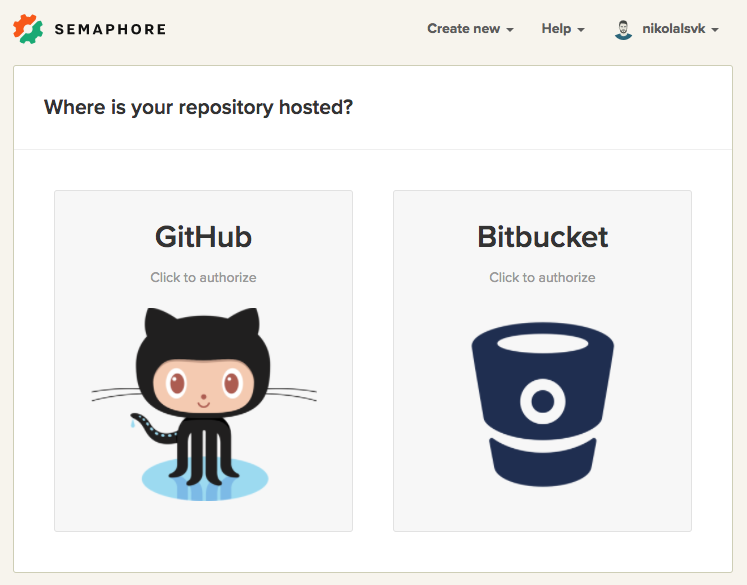 SEMAPHORE
Create new
Help
nikolalsvk
Where is your repository hosted?
GitHub
Click to authorize
Bitbucket
Click to authorize